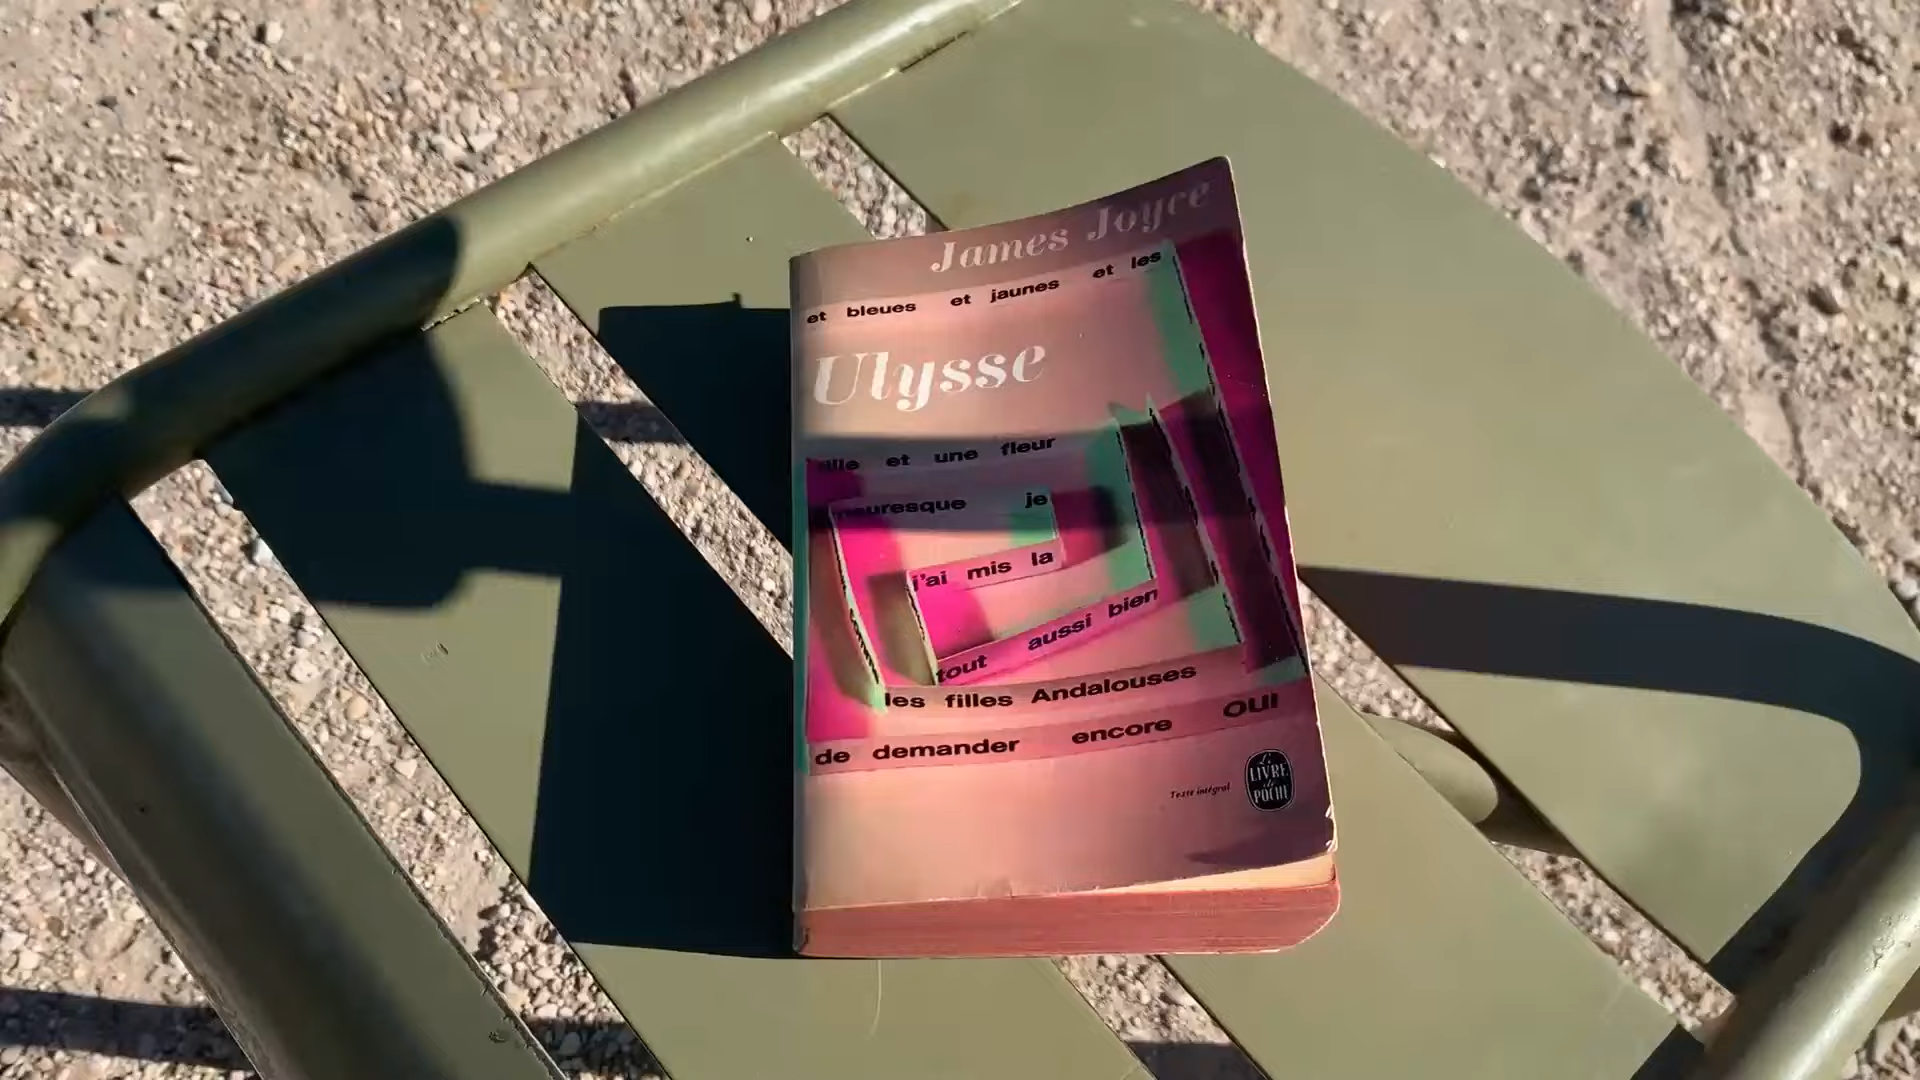 James Joyce
et bleues et jaunes et les
Ulysse
fille et une fleur
je
j'ai mis la
tout aussi bien
les filles Andalouses
de demander encore OUI
Texte intégral
Le
LIVRE
de
POCHE